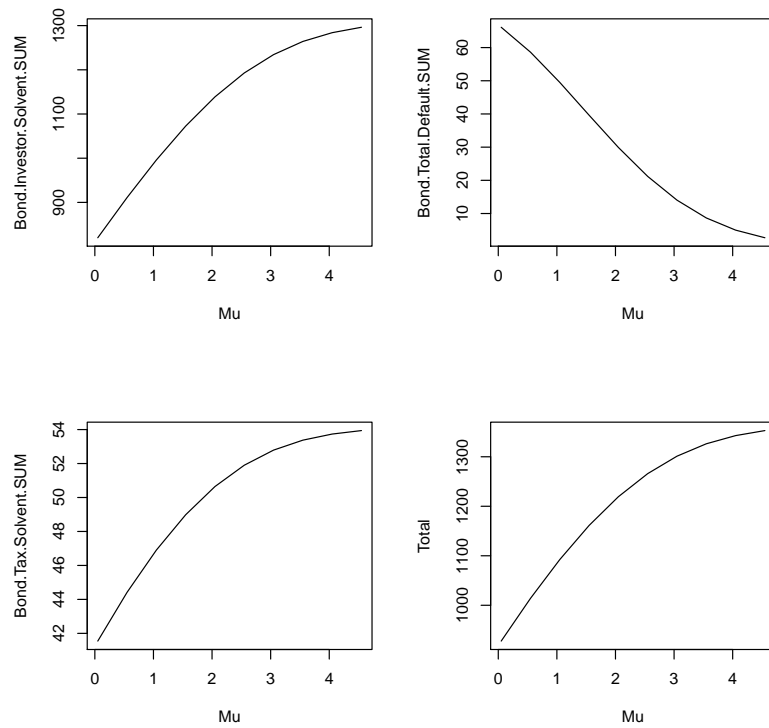 Bond.Investor.Solvent.SUM
900
1100
1300
0 1 2 3 4
Mu
Bond.Total.Default.SUM
10
20
30
40
50
60
0 1 2 3 4
Mu
Bond.Tax.Solvent.SUM
42
44
46
48
50
52
54
0 1 2 3 4
Mu
Total
1000
1100
1200
1300
0 1 2 3 4
Mu